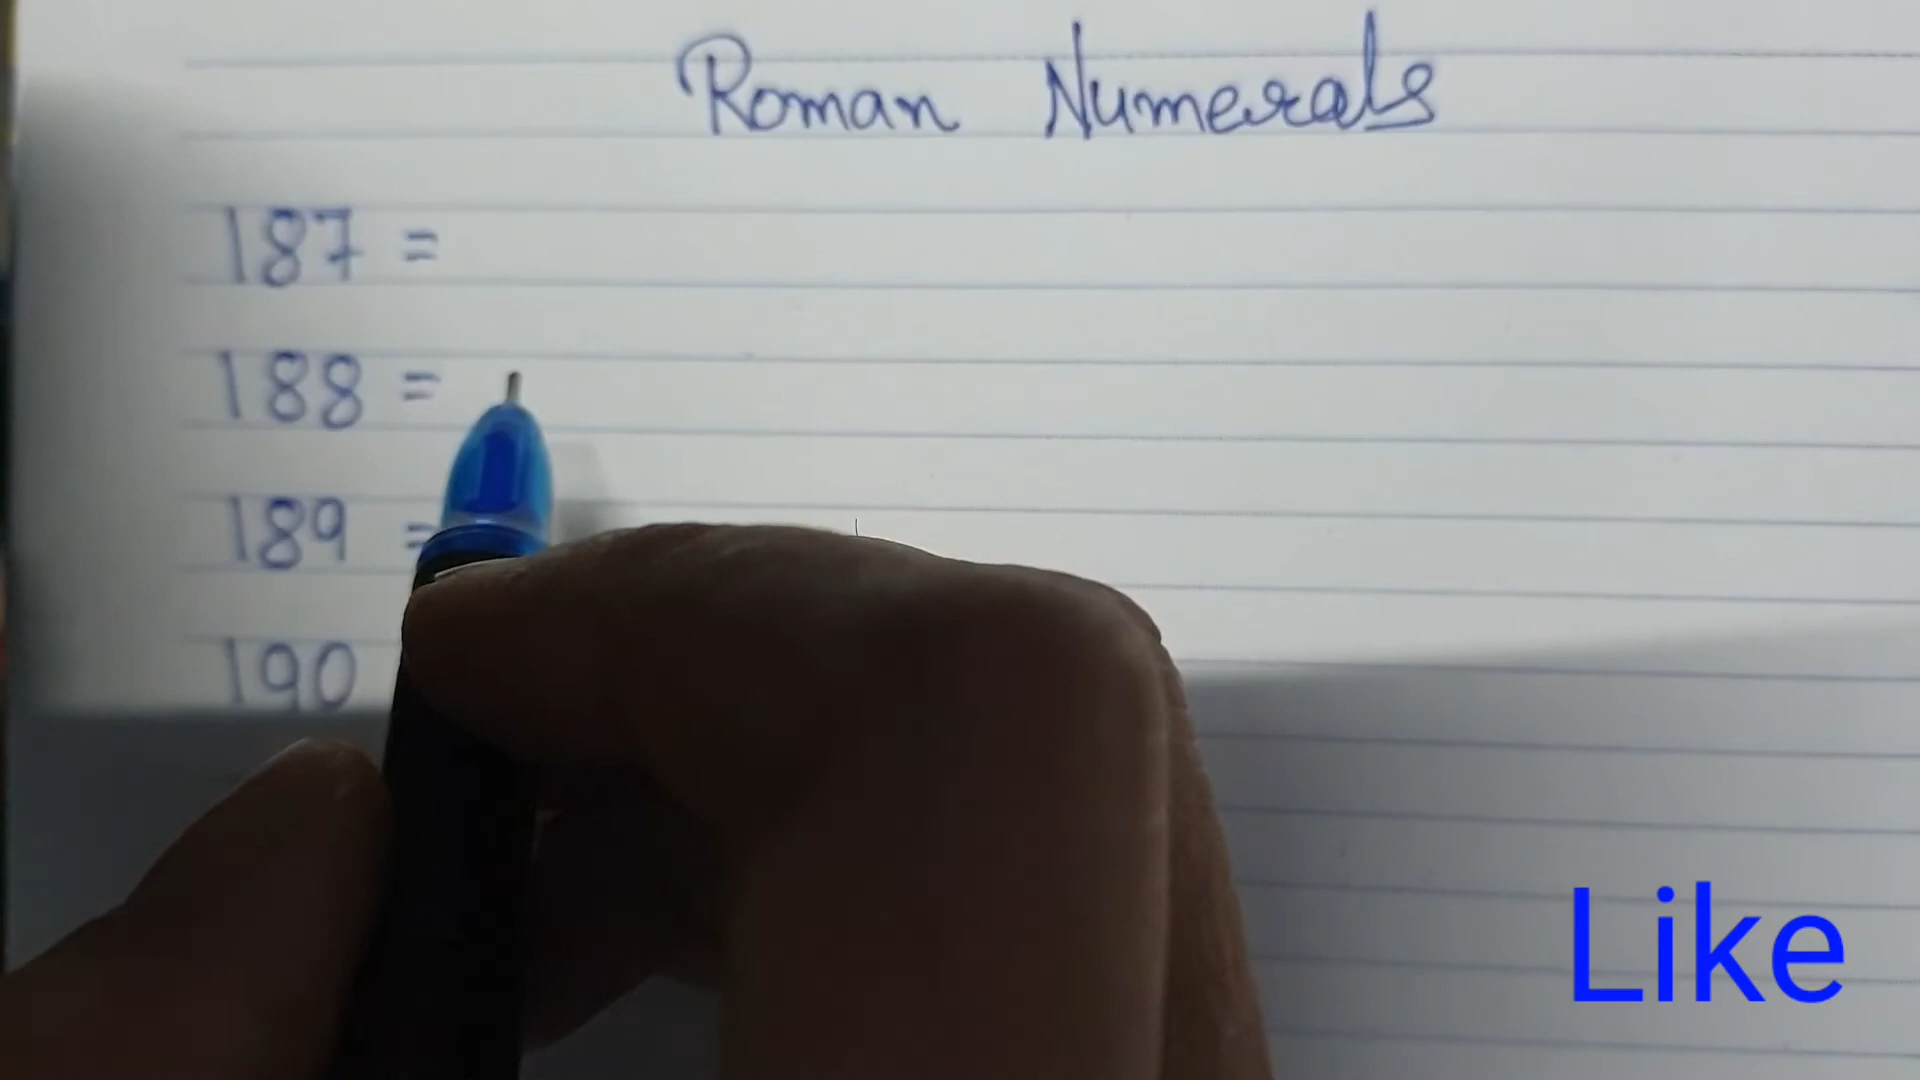 Roman Numerals
187 =
188 =
189 =
190
Like